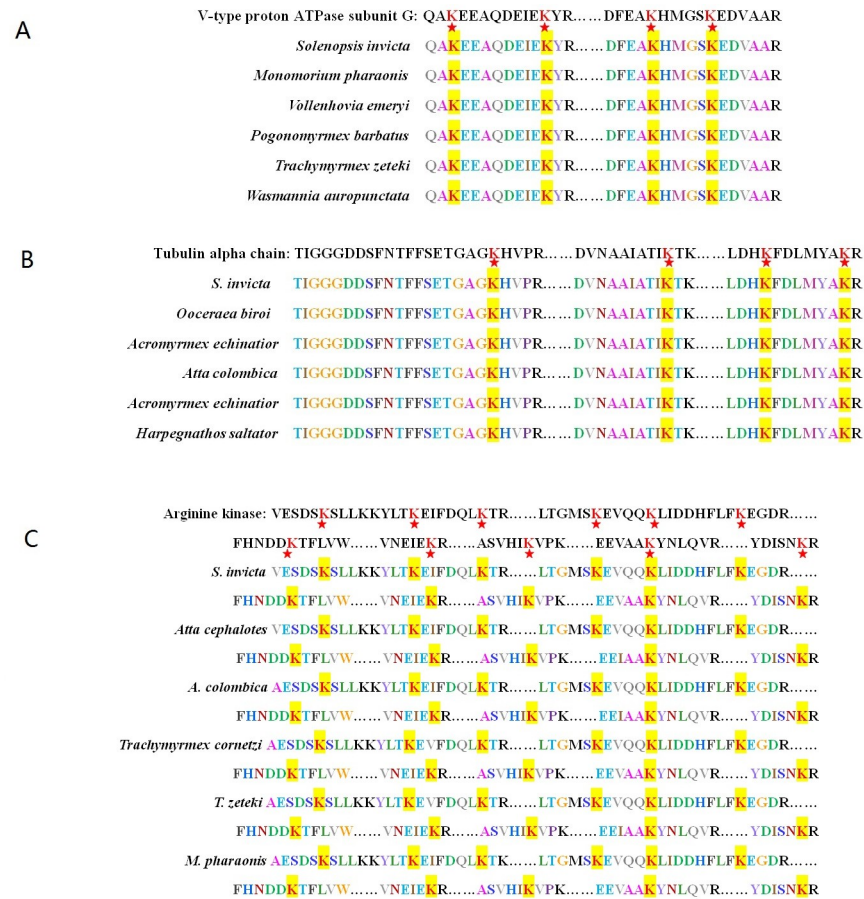 A
V-type proton ATPase subunit G: QAKEEAQDEIEKYR......DFEAKHMGSKEDVAAR
Solenopsis invicta QAKEEAQDEIEKYR......DFEAKHMGSKEDVAAR
Monomorium pharaonis QAKEEAQDEIEKYR......DFEAKHMGSKEDVAAR
Vollenhovia emeryi QAKEEAQDEIEKYR......DFEAKHMGSKEDVAAR
Pogonomyrmex barbatus QAKEEAQDEIEKYR......DFEAKHMGSKEDVAAR
Trachymyrmex zeteki QAKEEAQDEIEKYR......DFEAKHMGSKEDVAAR
Wasmannia auropunctata QAKEEAQDEIEKYR......DFEAKHMGSKEDVAAR
B
Tubulin alpha chain: TIGGGDDSFNTFFSETGAGKHVPR......DVNAAIATIKTK......LDHKFDLMYAKR
S. invicta TIGGGDDSFNTFFSETGAGKHVPR......DVNAAIATIKTK......LDHKFDLMYAKR
Ooceraea biroi TIGGGDDSFNTFFSETGAGKHVPR......DVNAAIATIKTK......LDHKFDLMYAKR
Acromyrmex echinatior TIGGGDDSFNTFFSETGAGKHVPR......DVNAAIATIKTK......LDHKFDLMYAKR
Atta colombica TIGGGDDSFNTFFSETGAGKHVPR......DVNAAIATIKTK......LDHKFDLMYAKR
Acromyrmex echinatior TIGGGDDSFNTFFSETGAGKHVPR......DVNAAIATIKTK......LDHKFDLMYAKR
Harpegnathos saltator TIGGGDDSFNTFFSETGAGKHVPR......DVNAAIATIKTK......LDHKFDLMYAKR
C
Arginine kinase: VESDSKSLLKKYLTKEIFDQLKTR......LTGMSKEVQQKLIDDHFLFKEGDR......
FHNDDKTFLVW......VNEIEKR......ASVHIKVPK......EEVAAKYNLQVR......YDISNKR
S. invicta VESDSKSLLKKYLTKEIFDQLKTR......LTGMSKEVQQKLIDDHFLFKEGDR......
FHNDDKTFLVW......VNEIEKR......ASVHIKVPK......EEVAAKYNLQVR......YDISNKR
Atta cephalotes VESDSKSLLKKYLTKEIFDQLKTR......LTGMSKEVQQKLIDDHFLFKEGDR......
FHNDDKTFLVW......VNEIEKR......ASVHIKVPK......EEIAAKYNLQVR......YDISNKR
A. colombica AESDSKSLLKKYLTKEIFDQLKTR......LTGMSKEVQQKLIDDHFLFKEGDR......
FHNDDKTFLVW......VNEIEKR......ASVHIKVPK......EEIAAKYNLQVR......YDISNKR
Trachymyrmex cornetzi AESDSKSLLKKYLTKEVFDQLKTR......LTGMSKEVQQKLIDDHFLFKEGDR......
FHNDDKTFLVW......VNEIEKR......ASVHIKVPK......EEVAAKYNLQVR......YDISNKR
T. zeteki AESDSKSLLKKYLTKEVFDQLKTR......LTGMSKEVQQKLIDDHFLFKEGDR......
FHNDDKTFLVW......VNEIEKR......ASVHIKVPK......EEIAAKYNLQVR......YDISNKR
M. pharaonis AESDSKSLLKKYLTKEIFDQLKTK......LTGMSKEVQQKLIDDHFLFKEGDR......
FHNDDKTFLVW......VNEIEKR......ASVHIKVPK......EEVAAKYNLQVR......YDISNKR